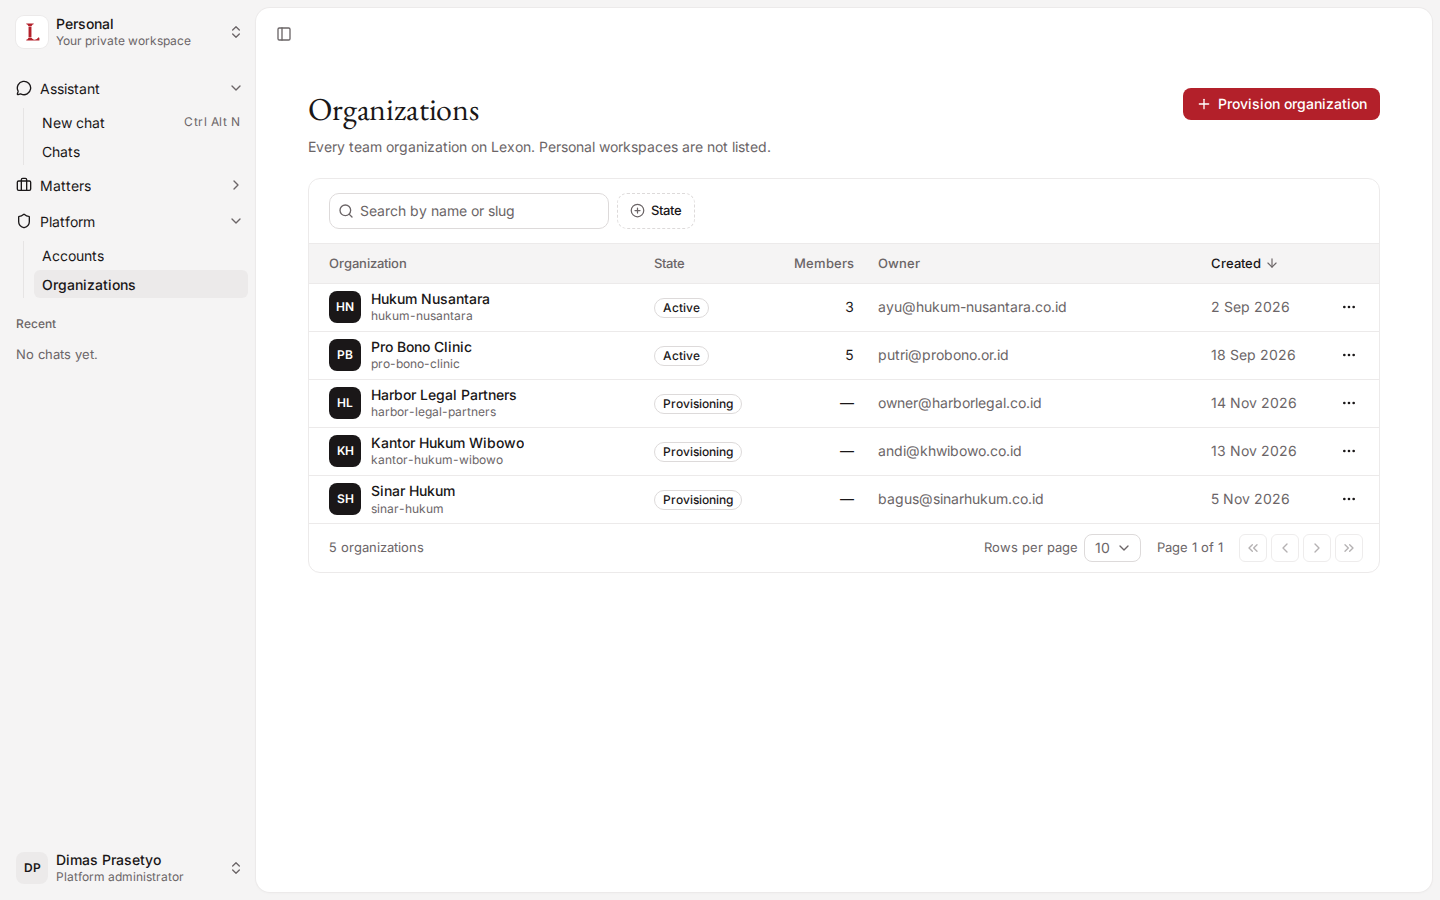 L
Personal
Your private workspace
Assistant
New chat
Ctrl Alt N
Chats
Matters
Platform
Accounts
Organizations
Recent
No chats yet.
DP
Dimas Prasetyo
Platform administrator
Organizations
Every team organization on Lexon. Personal workspaces are not listed.
Provision organization
Search by name or slug
State
Organization State Members Owner Created
HN Hukum Nusantara Active 3 ayu@hukum-nusantara.co.id 2 Sep 2026
hukum-nusantara
PB Pro Bono Clinic Active 5 putri@probono.or.id 18 Sep 2026
pro-bono-clinic
HL Harbor Legal Partners Provisioning — owner@harborlegal.co.id 14 Nov 2026
harbor-legal-partners
KH Kantor Hukum Wibowo Provisioning — andi@khwibowo.co.id 13 Nov 2026
kantor-hukum-wibowo
SH Sinar Hukum Provisioning — bagus@sinarhukum.co.id 5 Nov 2026
sinar-hukum
5 organizations Rows per page 10 Page 1 of 1